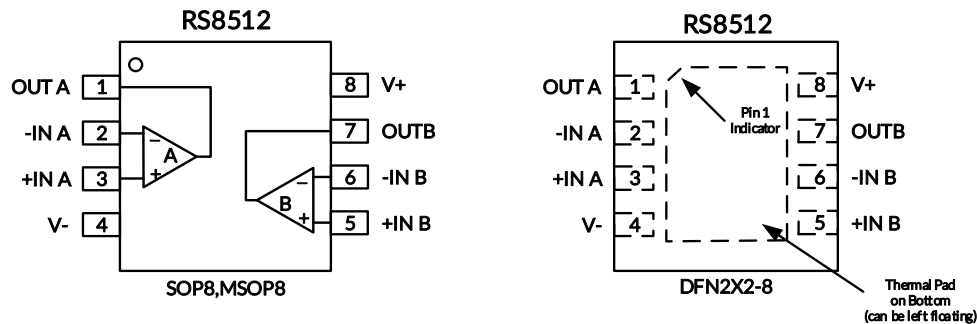 RS8512
OUT A 1
-IN A 2
+IN A 3
V- 4
8 V+
7 OUTB
6 -IN B
5 +IN B
− A +
− B +
SOP8,MSOP8
RS8512
OUT A 1
-IN A 2
+IN A 3
V- 4
8 V+
7 OUTB
6 -IN B
5 +IN B
Pin 1
Indicator
DFN2X2-8
Thermal Pad
on Bottom
(can be left floating)